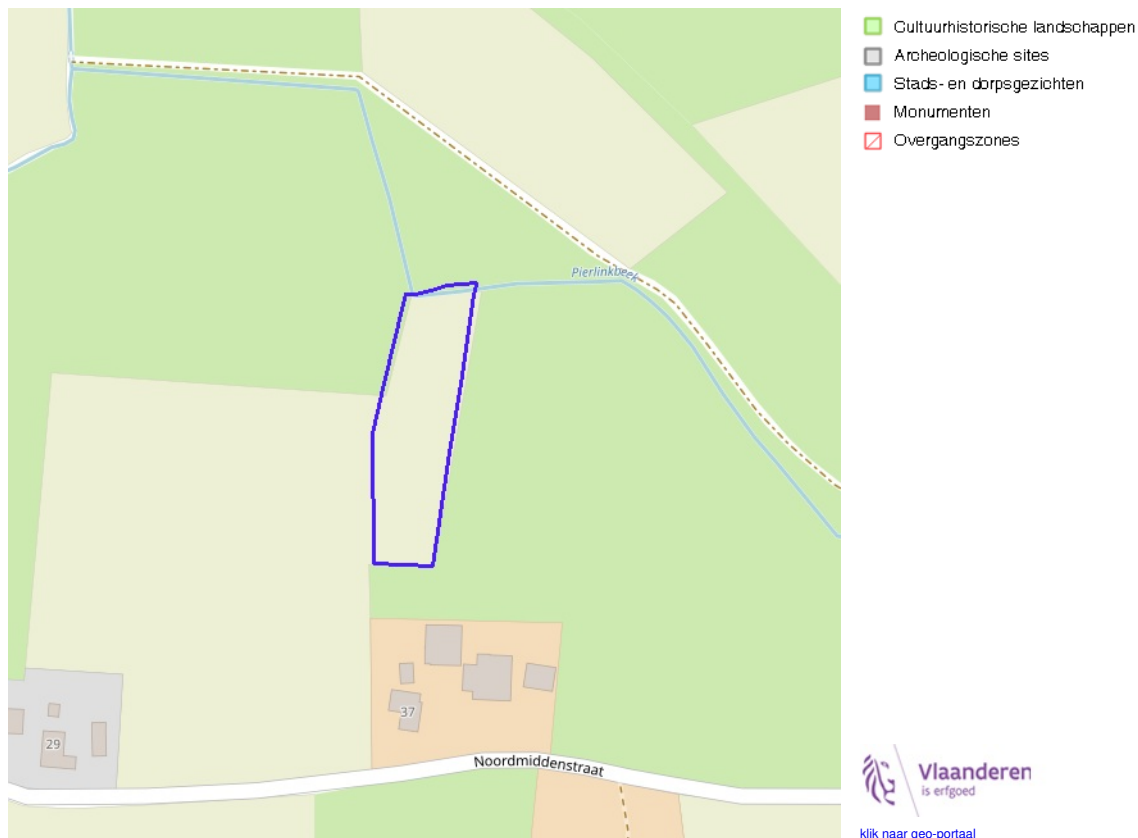 Cultuurhistorische landschappen
Archeologische sites
Stads- en dorpsgezichten
Monumenten
Overgangszones
Pierlinkbeek
37
29
Noordmiddenstraat
Vlaanderen
is erfgoed
klik naar geo-portaal